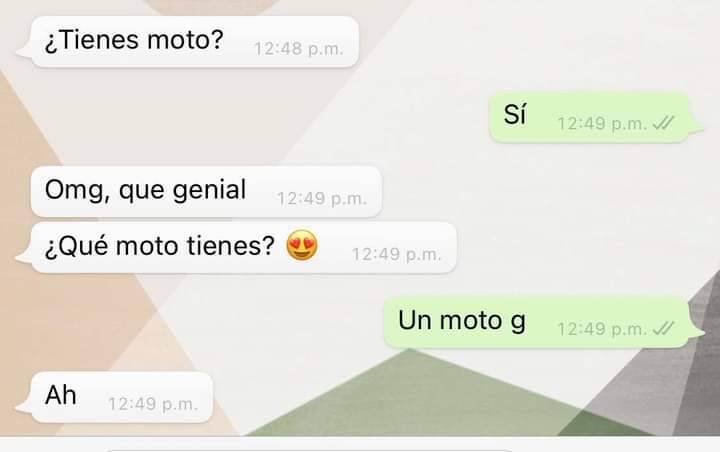 ¿Tienes moto? 12:48 p.m.
Sí 12:49 p.m.
Omg, que genial 12:49 p.m.
¿Qué moto tienes? 😍 12:49 p.m.
Un moto g 12:49 p.m.
Ah 12:49 p.m.